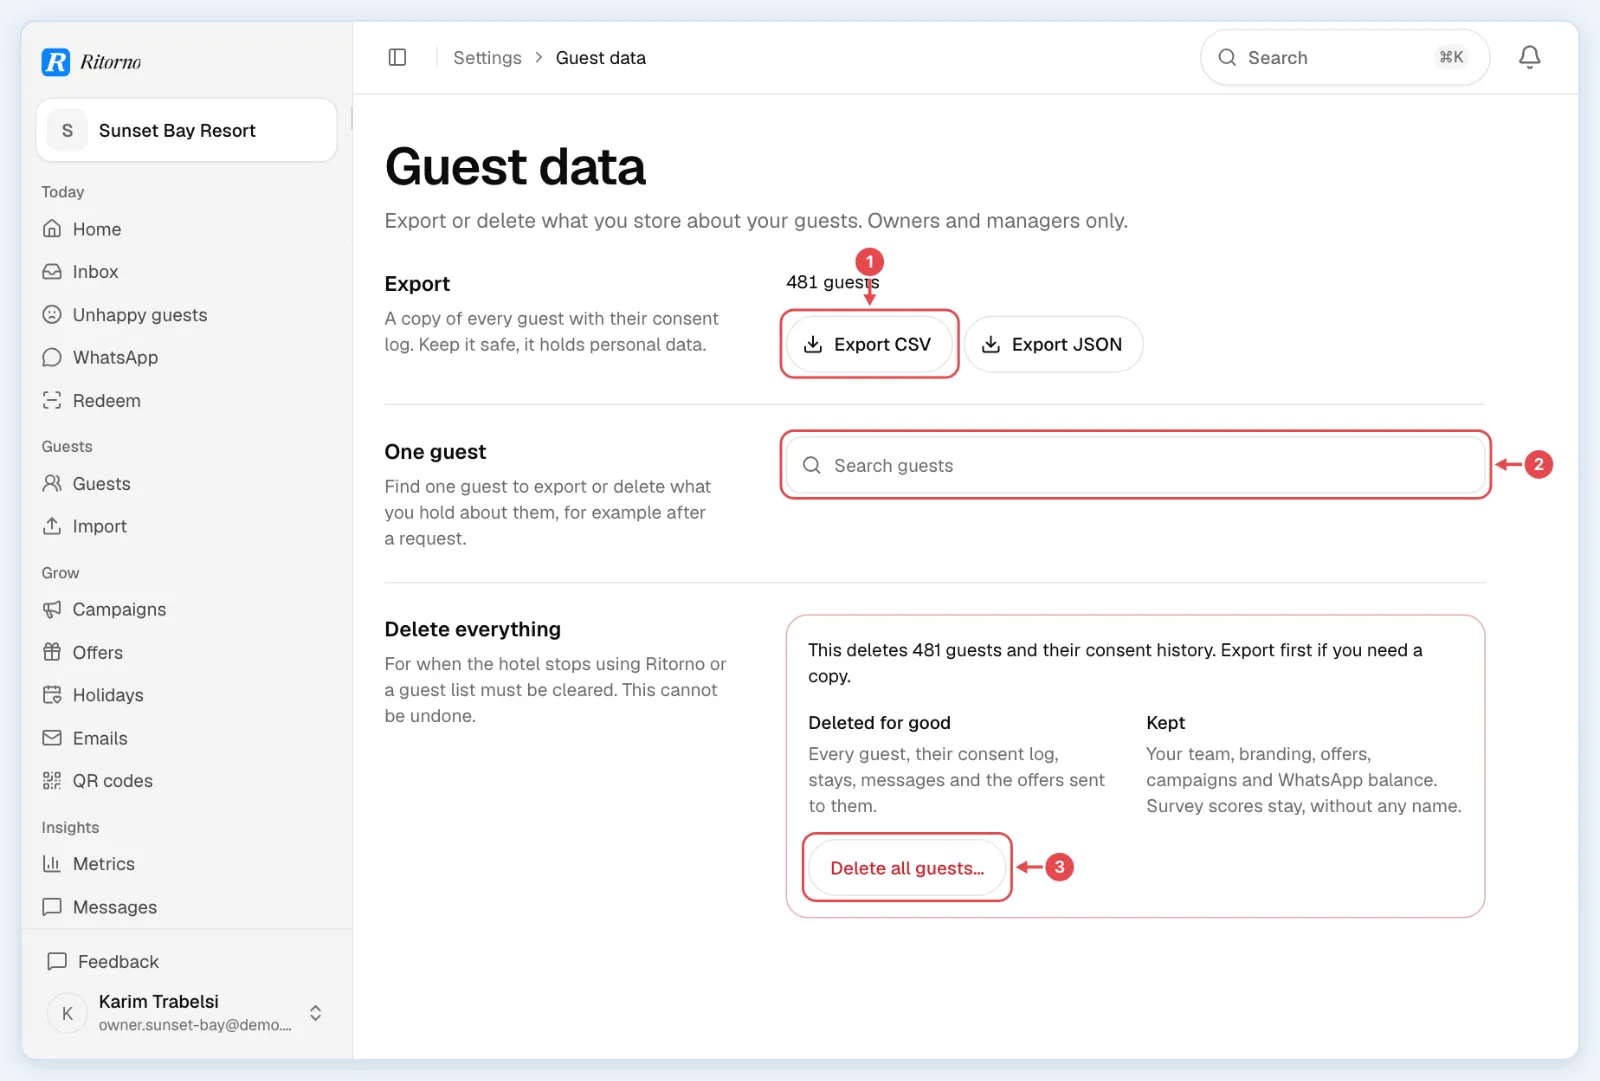 R Ritorno
S Sunset Bay Resort
Today
Home
Inbox
Unhappy guests
WhatsApp
Redeem
Guests
Guests
Import
Grow
Campaigns
Offers
Holidays
Emails
QR codes
Insights
Metrics
Messages
Feedback
K Karim Trabelsi
owner.sunset-bay@demo....
Settings > Guest data
Search ⌘K
Guest data
Export or delete what you store about your guests. Owners and managers only.
Export
A copy of every guest with their consent
log. Keep it safe, it holds personal data.
1
481 guests
Export CSV
Export JSON
One guest
Find one guest to export or delete what
you hold about them, for example after
a request.
Search guests
2
Delete everything
For when the hotel stops using Ritorno or
a guest list must be cleared. This cannot
be undone.
This deletes 481 guests and their consent history. Export first if you need a
copy.
Deleted for good
Every guest, their consent log,
stays, messages and the offers sent
to them.
Kept
Your team, branding, offers,
campaigns and WhatsApp balance.
Survey scores stay, without any name.
Delete all guests...
3